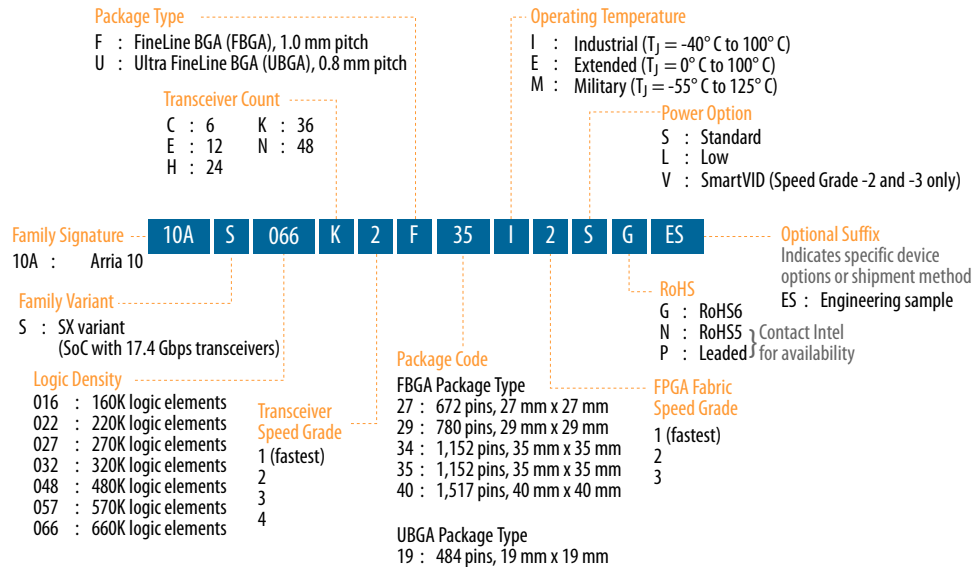 Package Type
F : FineLine BGA (FBGA), 1.0 mm pitch
U : Ultra FineLine BGA (UBGA), 0.8 mm pitch
Operating Temperature
I : Industrial (TJ = -40° C to 100° C)
E : Extended (TJ = 0° C to 100° C)
M : Military (TJ = -55° C to 125° C)
Transceiver Count
C : 6 K : 36
E : 12 N : 48
H : 24
Power Option
S : Standard
L : Low
V : SmartVID (Speed Grade -2 and -3 only)
10A S 066 K 2 F 35 I 2 S G ES
Family Signature
10A : Arria 10
Optional Suffix
Indicates specific device
options or shipment method
ES : Engineering sample
Family Variant
S : SX variant
(SoC with 17.4 Gbps transceivers)
RoHS
G : RoHS6
N : RoHS5
P : Leaded
} Contact Intel
for availability
Logic Density
016 : 160K logic elements
022 : 220K logic elements
027 : 270K logic elements
032 : 320K logic elements
048 : 480K logic elements
057 : 570K logic elements
066 : 660K logic elements
Transceiver
Speed Grade
1 (fastest)
2
3
4
Package Code
FBGA Package Type
27 : 672 pins, 27 mm x 27 mm
29 : 780 pins, 29 mm x 29 mm
34 : 1,152 pins, 35 mm x 35 mm
35 : 1,152 pins, 35 mm x 35 mm
40 : 1,517 pins, 40 mm x 40 mm
UBGA Package Type
19 : 484 pins, 19 mm x 19 mm
FPGA Fabric
Speed Grade
1 (fastest)
2
3